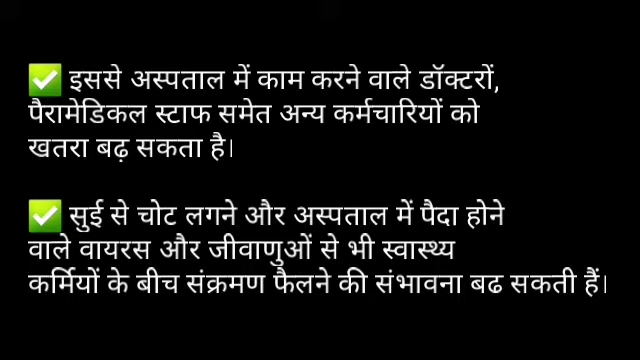 ✅ इससे अस्पताल में काम करने वाले डॉक्टरों,
पैरामेडिकल स्टाफ समेत अन्य कर्मचारियों को
खतरा बढ़ सकता है।
✅ सुई से चोट लगने और अस्पताल में पैदा होने
वाले वायरस और जीवाणुओं से भी स्वास्थ्य
कर्मियों के बीच संक्रमण फैलने की संभावना बढ सकती हैं।